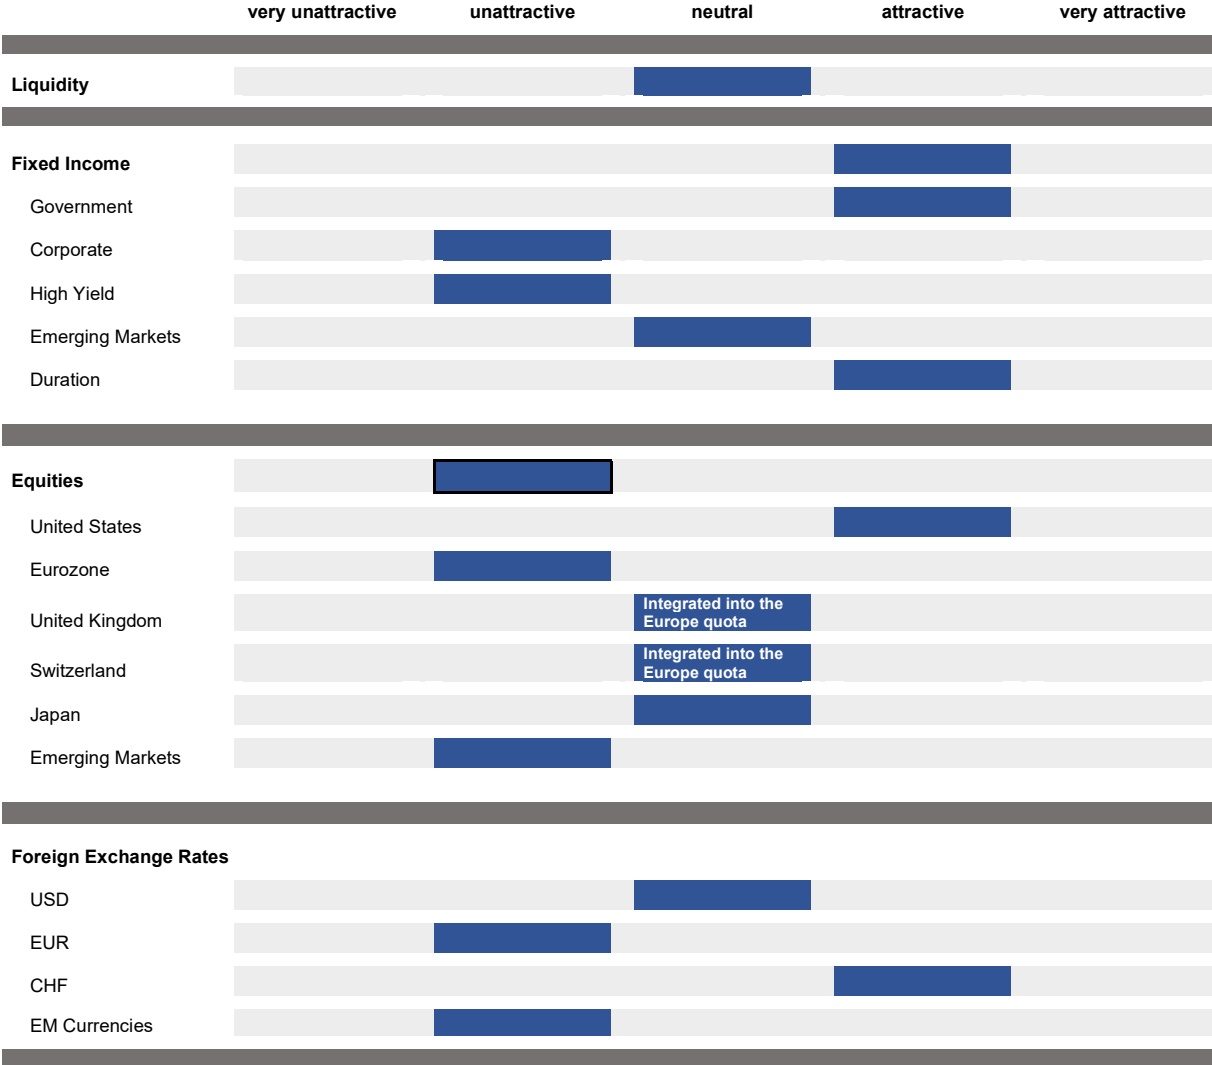 very unattractive unattractive neutral attractive very attractive
Liquidity
Fixed Income
Government
Corporate
High Yield
Emerging Markets
Duration
Equities
United States
Eurozone
United Kingdom
Integrated into the
Europe quota
Switzerland
Integrated into the
Europe quota
Japan
Emerging Markets
Foreign Exchange Rates
USD
EUR
CHF
EM Currencies